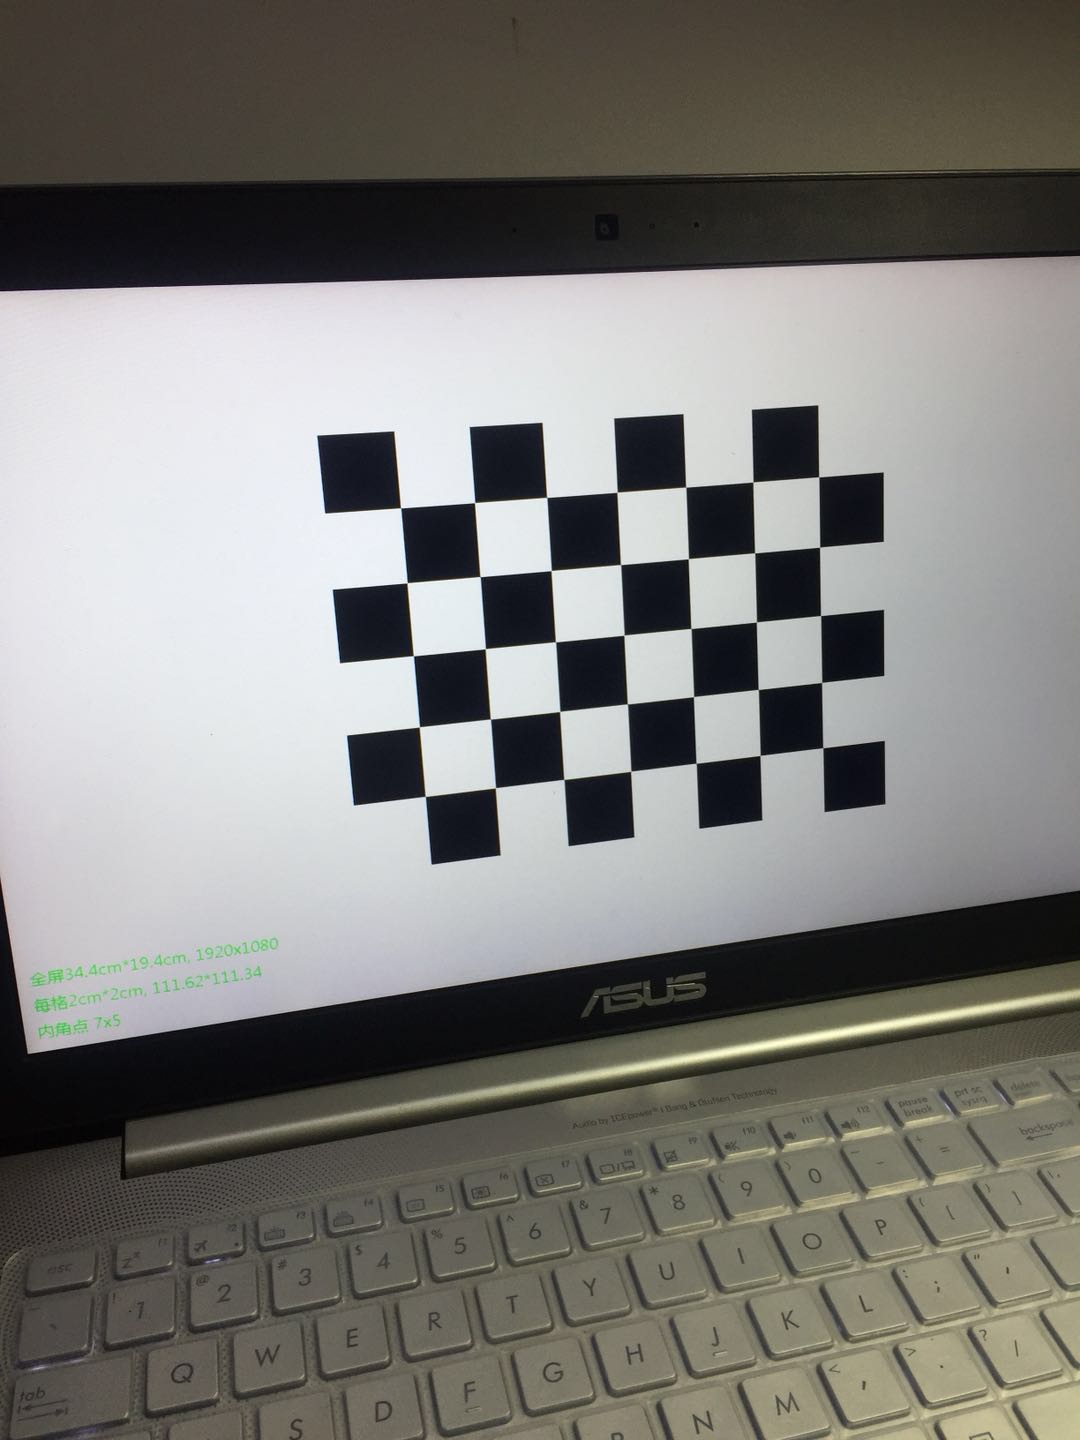 全屏34.4cm*19.4cm, 1920x1080
每格2cm*2cm, 111.62*111.34
内角点 7x5
ASUS
Audio by ICEpower® | Bang & Olufsen Technology
esc f1 f2 f3 f4 f5 f6 f7 f8 f9 f10 f11 f12 pause break prt sc sysrq delete
! 1 @ 2 # 3 $ 4 % 5 ^ 6 & 7 * 8 ( 9 ) 0 - + = backspace
tab Q W E R T Y U I O P { [ } ]
S D F G H J K L : ; " '
N M < , > . ? /